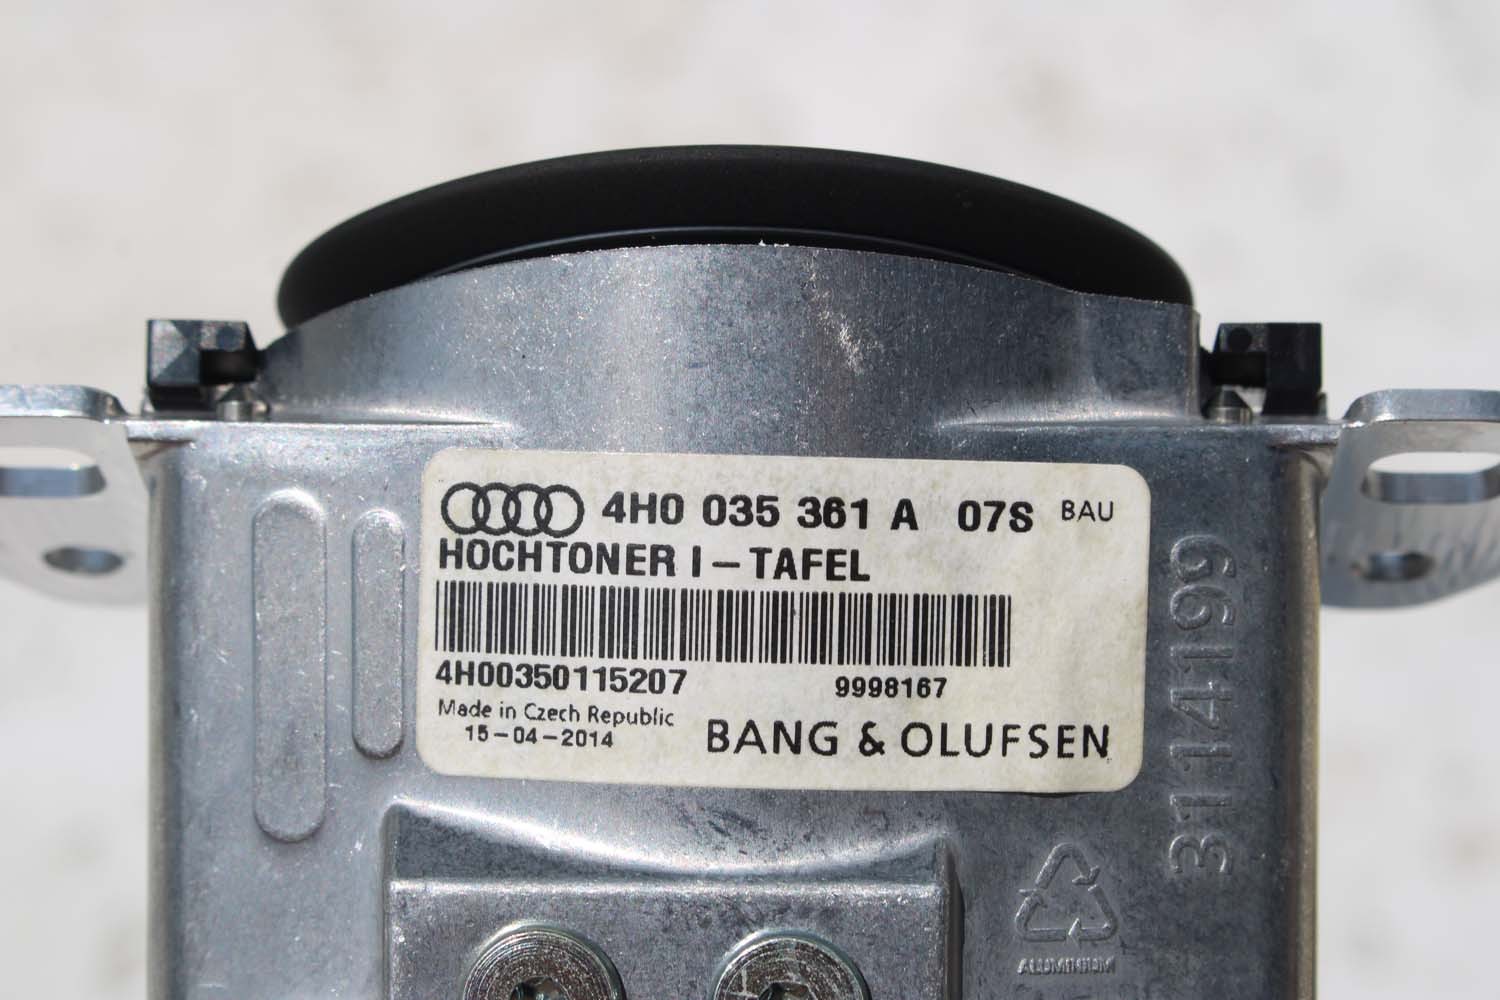 4H0 035 361 A 07S BAU
HOCHTONER I-TAFEL
4H00350115207 9998167
Made in Czech Republic
15-04-2014
BANG & OLUFSEN
3114199
ALUMINIUM